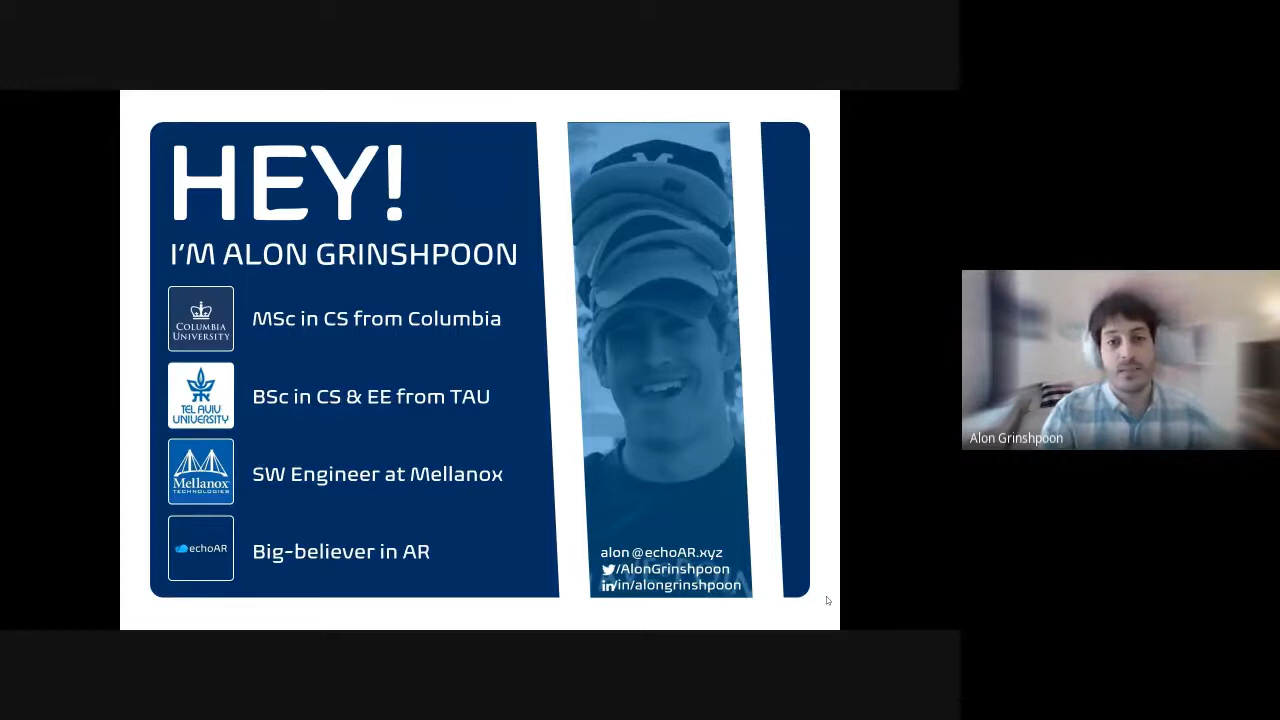 HEY!
I'M ALON GRINSHPOON
COLUMBIA
UNIVERSITY
MSc in CS from Columbia
TEL AVIV
UNIVERSITY
BSc in CS & EE from TAU
Mellanox
TECHNOLOGIES
SW Engineer at Mellanox
echoAR
Big-believer in AR
M
alon@echoAR.xyz
/AlonGrinshpoon
in/in/alongrinshpoon
Alon Grinshpoon